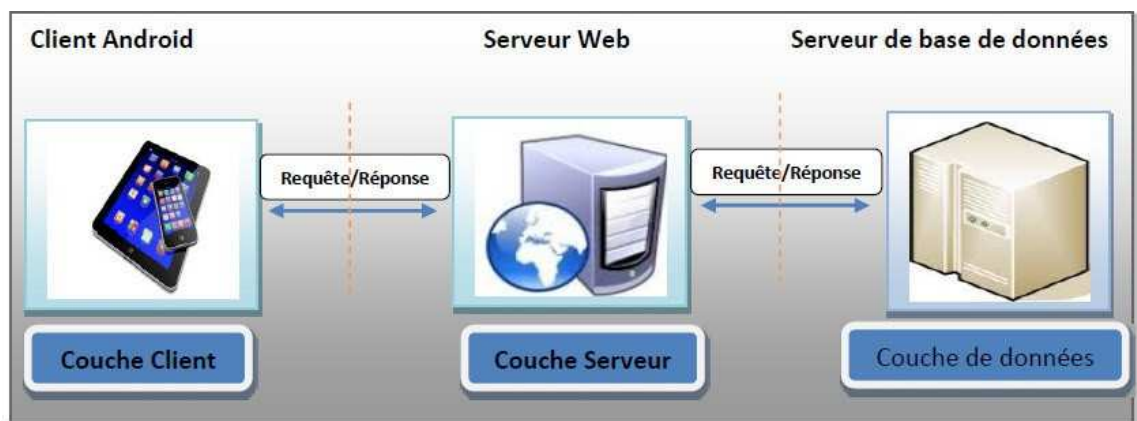 Client Android
Serveur Web
Serveur de base de données
Requête/Réponse
Requête/Réponse
Couche Client
Couche Serveur
Couche de données